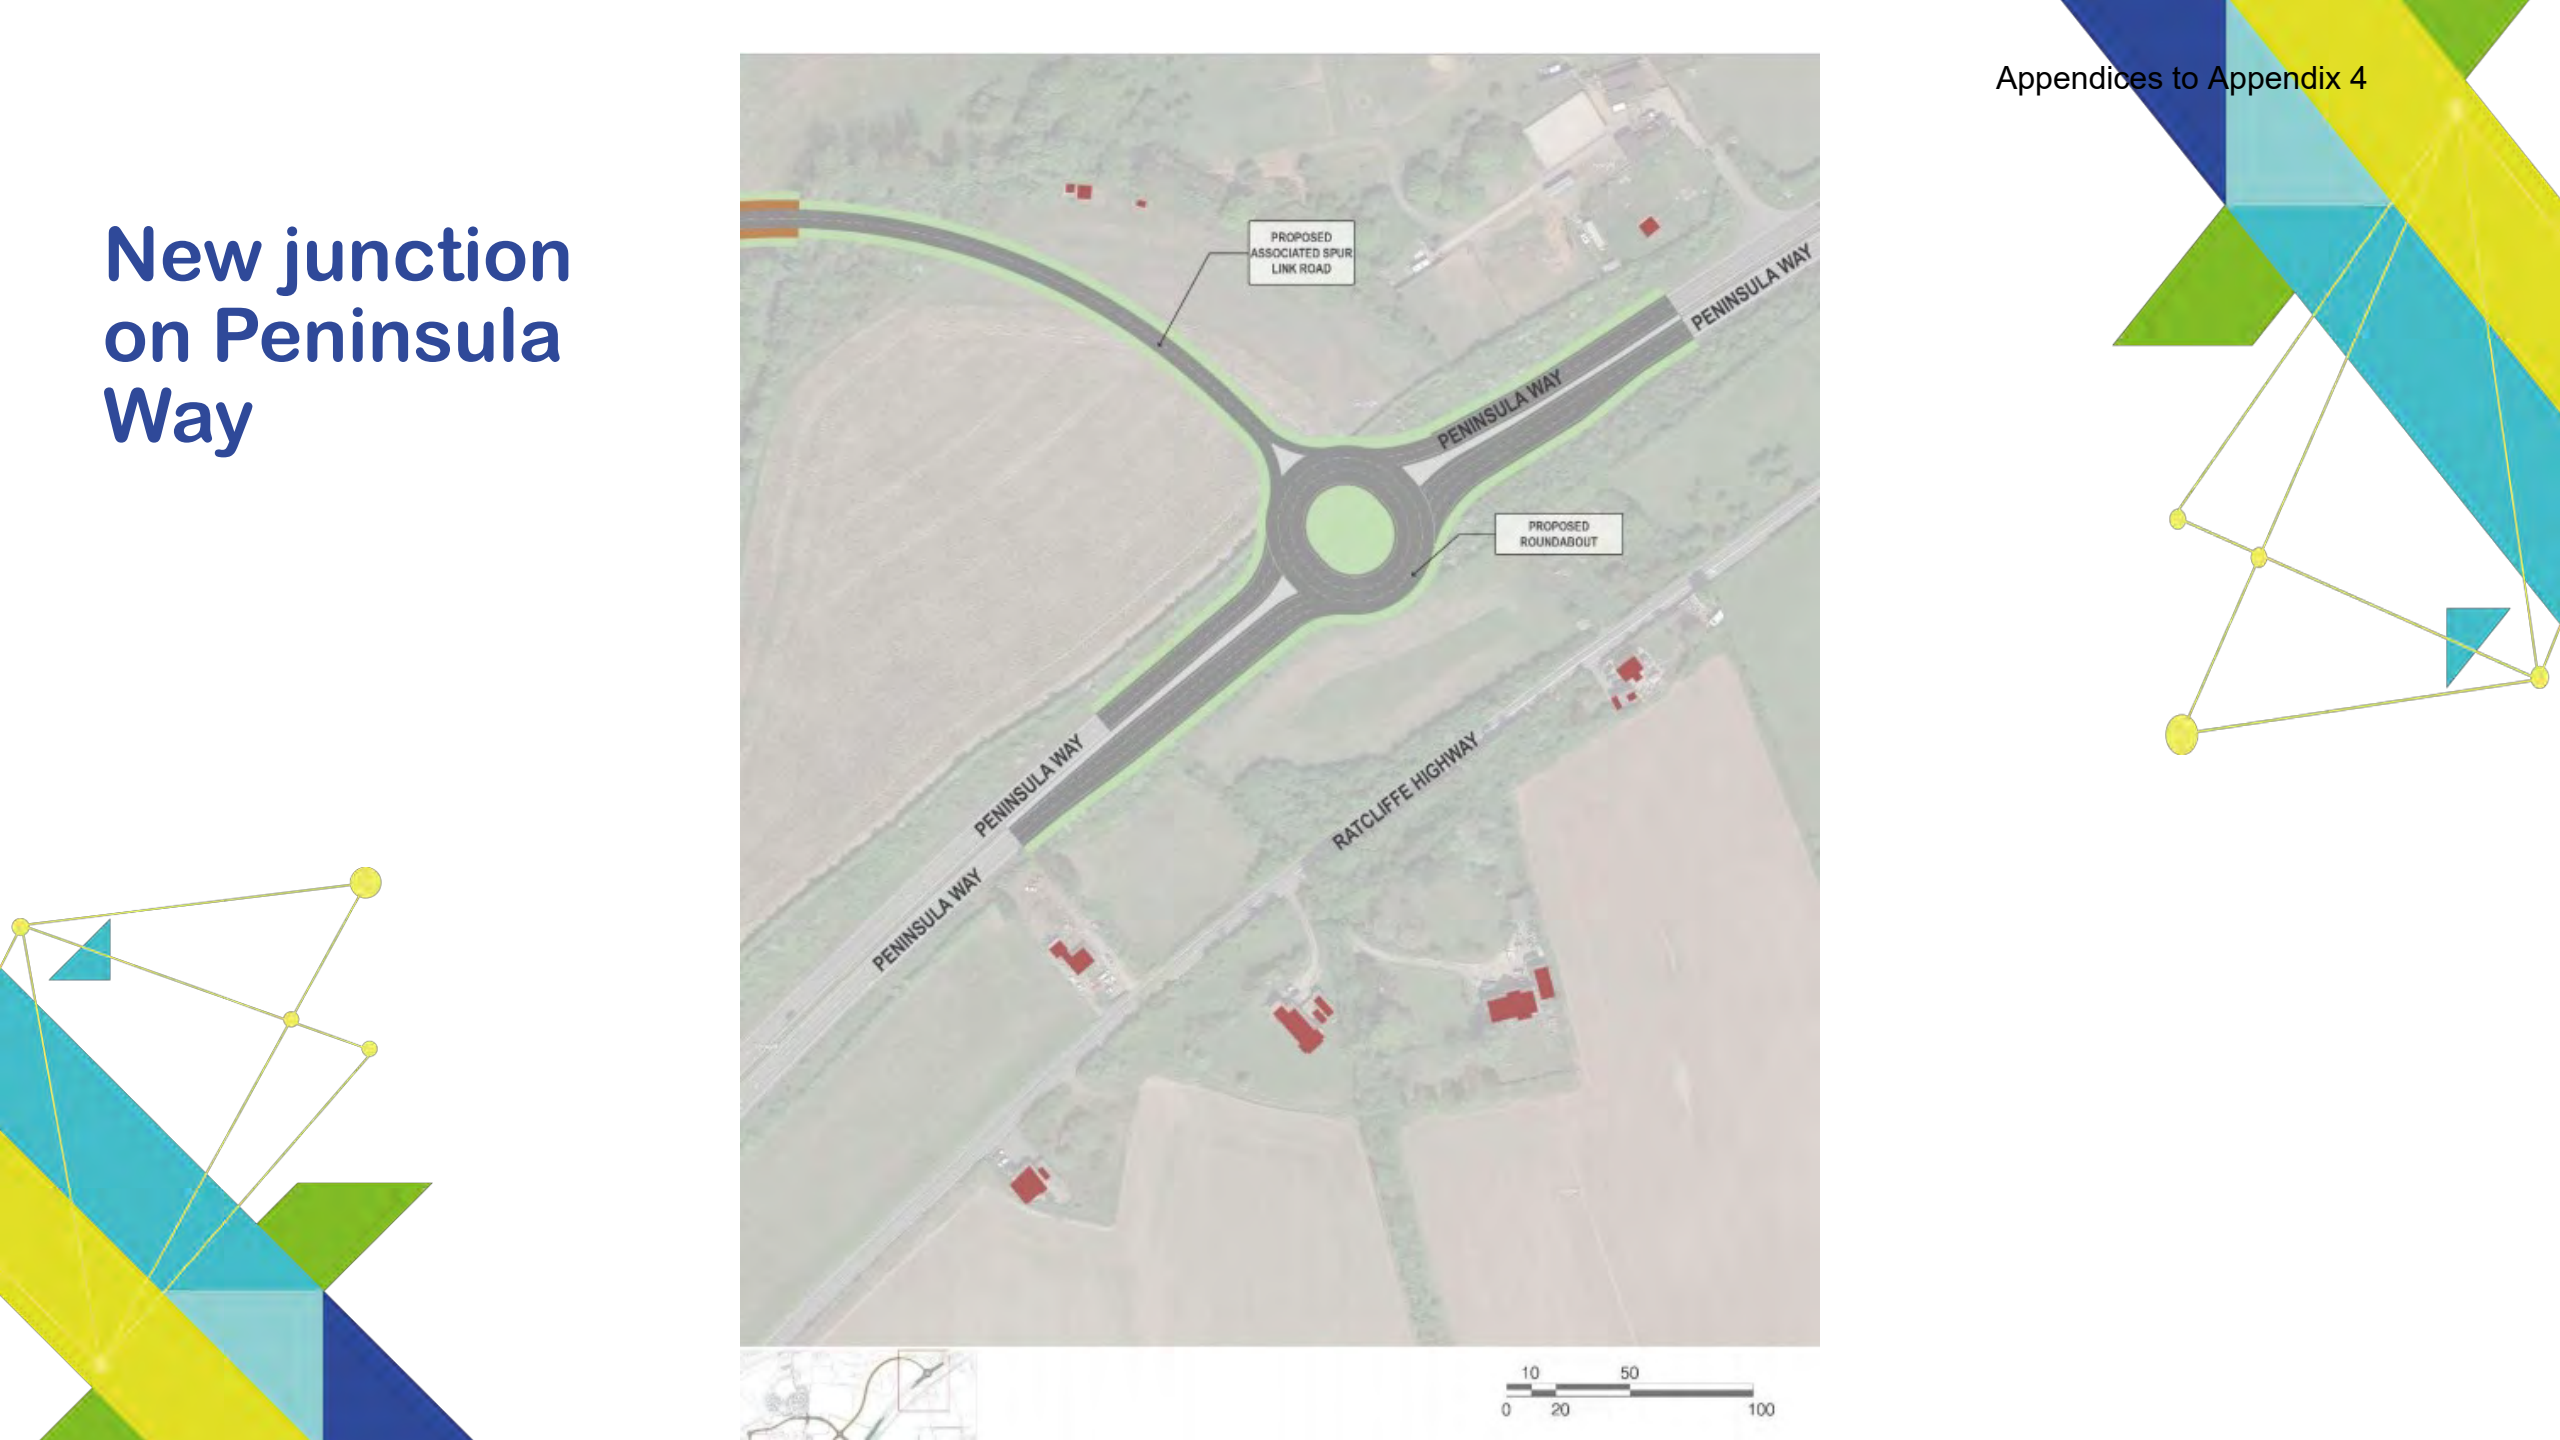 Appendices to Appendix 4
New junction
on Peninsula
Way
PROPOSED
ASSOCIATED SPUR
LINK ROAD
PENINSULA WAY
PENINSULA WAY
PROPOSED
ROUNDABOUT
PENINSULA WAY
RATCLIFFE HIGHWAY
PENINSULA WAY
10 50
0 20 100